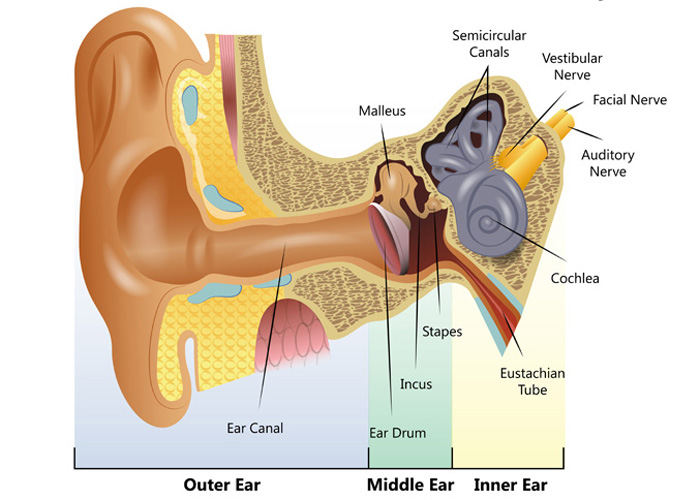 Semicircular
Canals
Vestibular
Nerve
Facial Nerve
Malleus
Auditory
Nerve
Cochlea
Stapes
Eustachian
Tube
Incus
Ear Canal
Ear Drum
Outer Ear
Middle Ear
Inner Ear